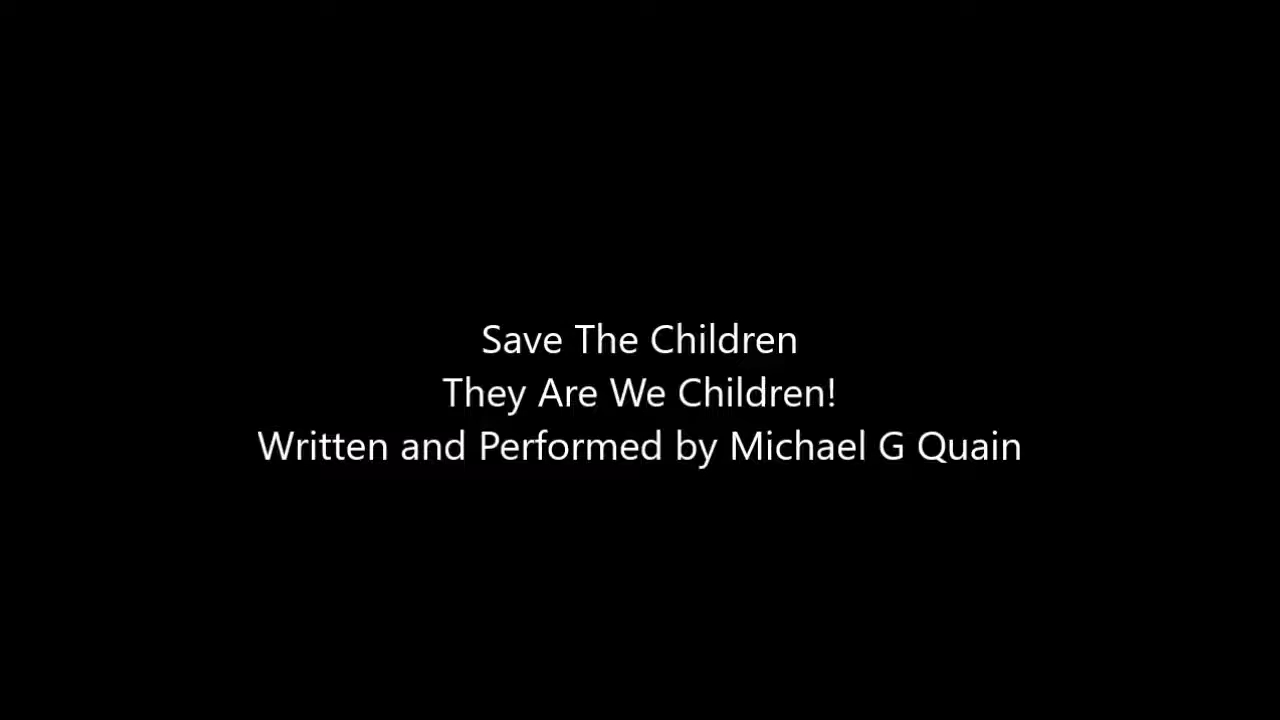 Save The Children
They Are We Children!
Written and Performed by Michael G Quain